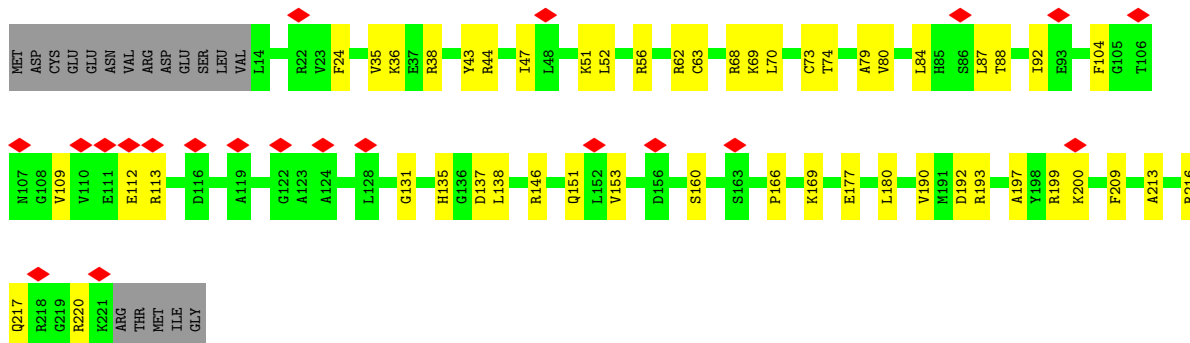 MET ASP CYS GLU GLU ASN VAL ARG ASP GLU SER LEU VAL L14 R22 V23 F24 V35 K36 E37 R38 Y43 R44 I47 L48 K51 L52 R56 R62 C63 R68 K69 L70 C73 T74 A79 V80 L84 H85 S86 L87 T88 I92 E93 F104 G105 T106
N107 G108 V109 V110 E111 E112 R113 D116 A119 G122 A123 A124 L128 G131 H135 G136 D137 L138 R146 Q151 L152 V153 D156 S160 S163 P166 K169 E177 L180 V190 M191 D192 R193 A197 Y198 R199 K200 F209 A213
Q217 R218 G219 R220 K221 ARG THR MET ILE GLY